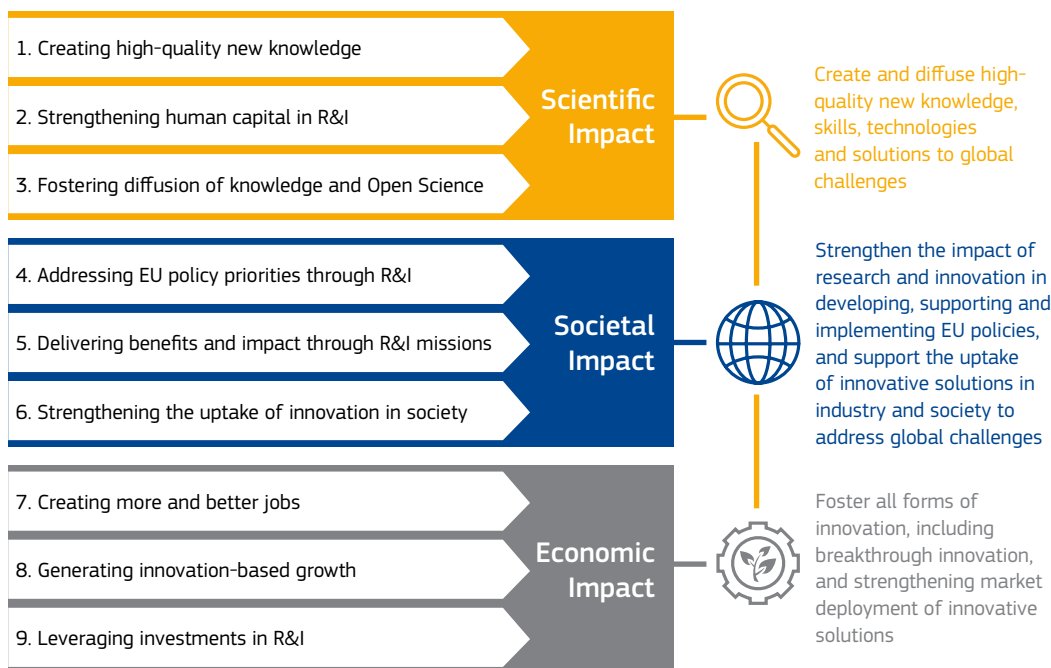 1. Creating high-quality new knowledge
2. Strengthening human capital in R&I
3. Fostering diffusion of knowledge and Open Science
Scientific
Impact
Create and diffuse high-
quality new knowledge,
skills, technologies
and solutions to global
challenges
4. Addressing EU policy priorities through R&I
5. Delivering benefits and impact through R&I missions
6. Strengthening the uptake of innovation in society
Societal
Impact
Strengthen the impact of
research and innovation in
developing, supporting and
implementing EU policies,
and support the uptake
of innovative solutions in
industry and society to
address global challenges
7. Creating more and better jobs
8. Generating innovation-based growth
9. Leveraging investments in R&I
Economic
Impact
Foster all forms of
innovation, including
breakthrough innovation,
and strengthening market
deployment of innovative
solutions